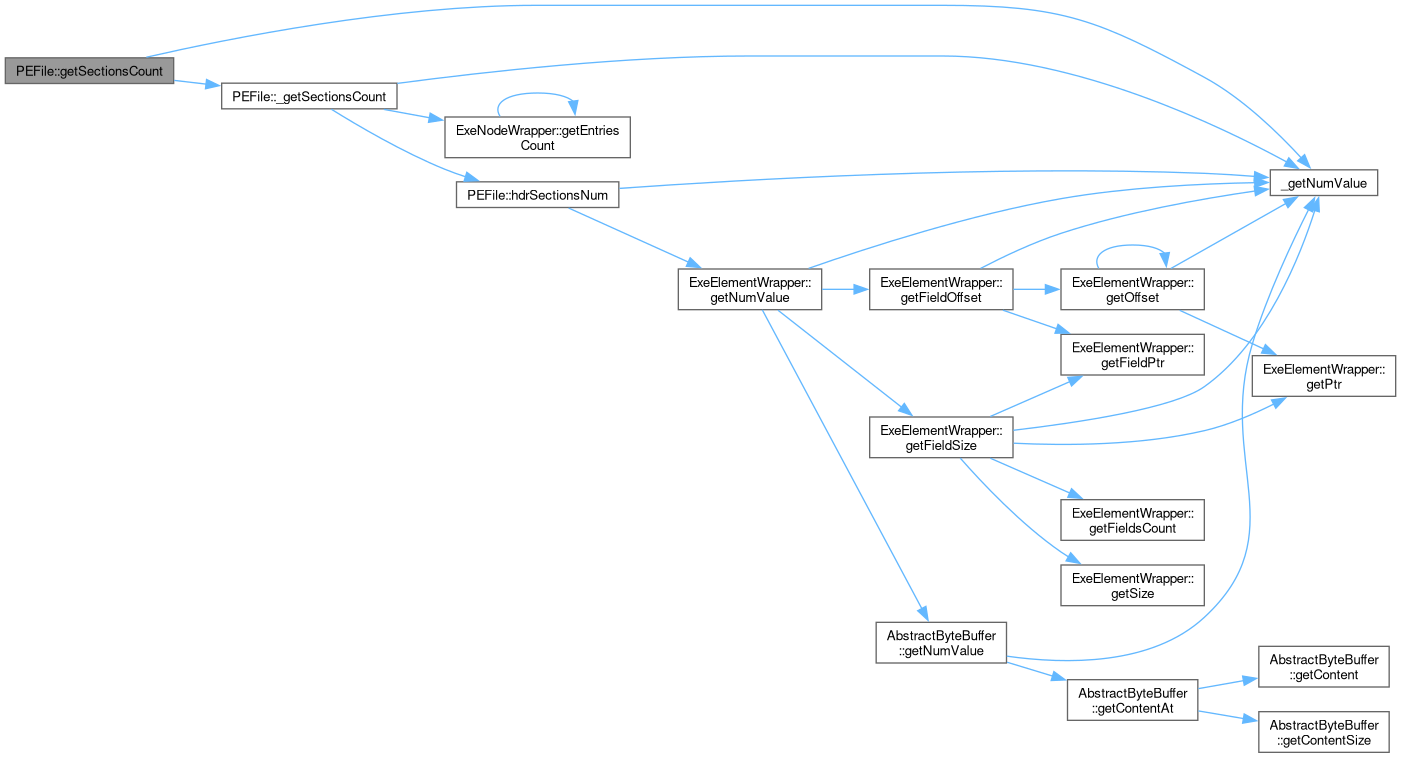 PEFile::getSectionsCount
PEFile::_getSectionsCount
ExeNodeWrapper::getEntries
Count
PEFile::hdrSectionsNum
_getNumValue
ExeElementWrapper::
getNumValue
ExeElementWrapper::
getFieldOffset
ExeElementWrapper::
getOffset
ExeElementWrapper::
getFieldPtr
ExeElementWrapper::
getPtr
ExeElementWrapper::
getFieldSize
ExeElementWrapper::
getFieldsCount
ExeElementWrapper::
getSize
AbstractByteBuffer
::getNumValue
AbstractByteBuffer
::getContentAt
AbstractByteBuffer
::getContent
AbstractByteBuffer
::getContentSize